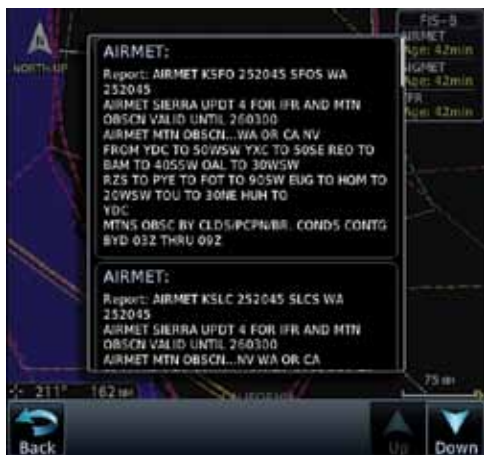 FIS-B
AIRMET
Age: 42min
SIGMET
Age: 42min
TFR
Age: 42min
N
NORTH UP
AIRMET:
Report: AIRMET KSFO 252045 SFOS WA
252045
AIRMET SIERRA UPDT 4 FOR IFR AND MTN
OBSCN VALID UNTIL 260300
AIRMET MTN OBSCN...WA OR CA NV
FROM YDC TO 50WSW YXC TO 50SE REO TO
BAM TO 40SSW OAL TO 30WSW
RZS TO PYE TO FOT TO 90SW EUG TO HQM TO
20WSW TOU TO 30NE HUH TO
YDC
MTNS OBSC BY CLDS/PCPN/BR. CONDS CONTG
BYD 03Z THRU 09Z
AIRMET:
Report: AIRMET KSLC 252045 SLCS WA
252045
AIRMET SIERRA UPDT 4 FOR IFR AND MTN
OBSCN VALID UNTIL 260300
AIRMET MTN OBSCN...NV WA OR CA
211° 162
75
Back
Up
Down